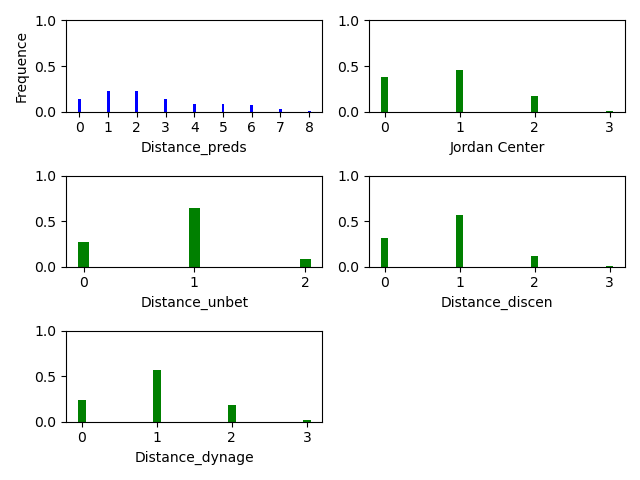 Frequence
1.0
0.5
0.0
0 1 2 3 4 5 6 7 8
Distance_preds
1.0
0.5
0.0
0 1 2 3
Jordan Center
1.0
0.5
0.0
0 1 2
Distance_unbet
1.0
0.5
0.0
0 1 2 3
Distance_discen
1.0
0.5
0.0
0 1 2 3
Distance_dynage